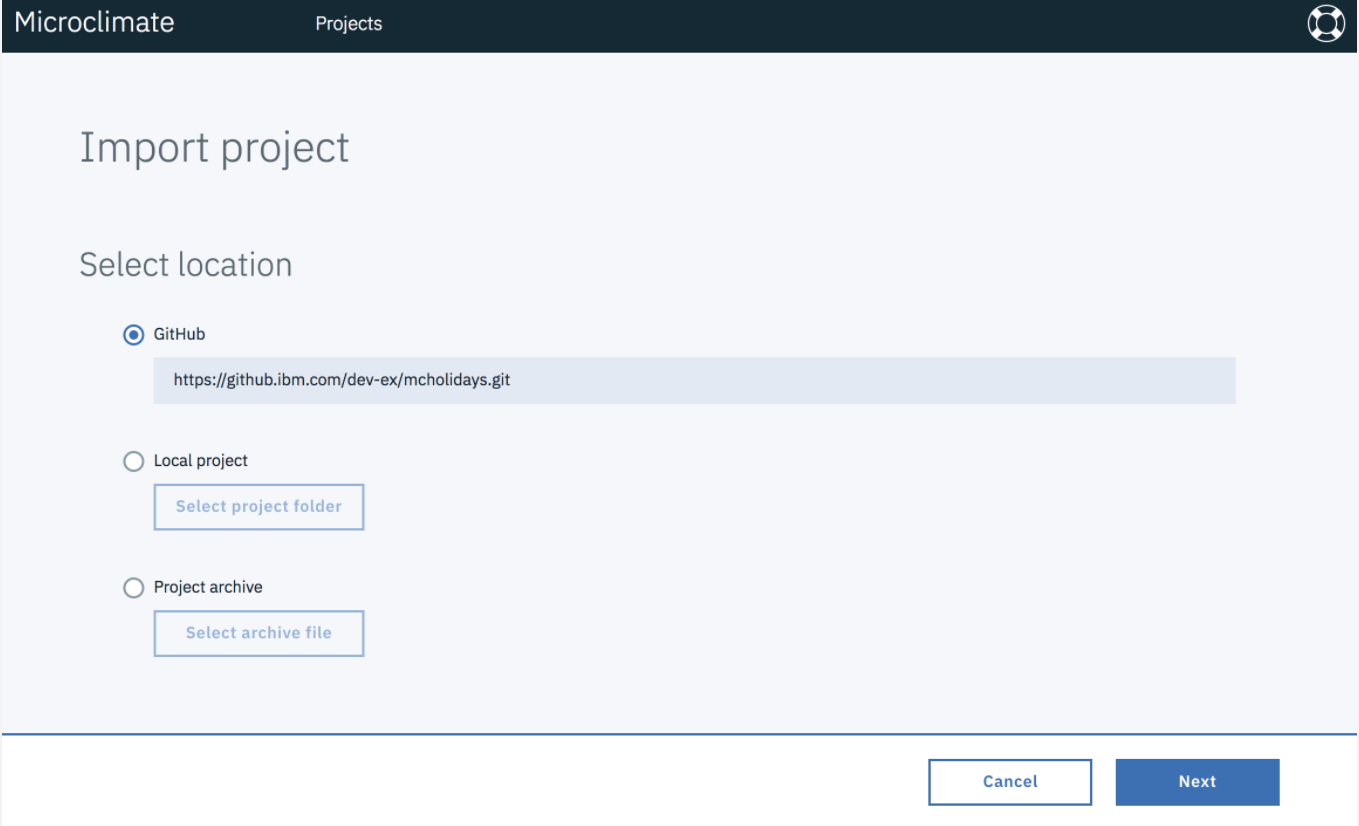 Microclimate Projects
Import project
Select location
GitHub
https://github.ibm.com/dev-ex/mcholidays.git
Local project
Select project folder
Project archive
Select archive file
Cancel Next